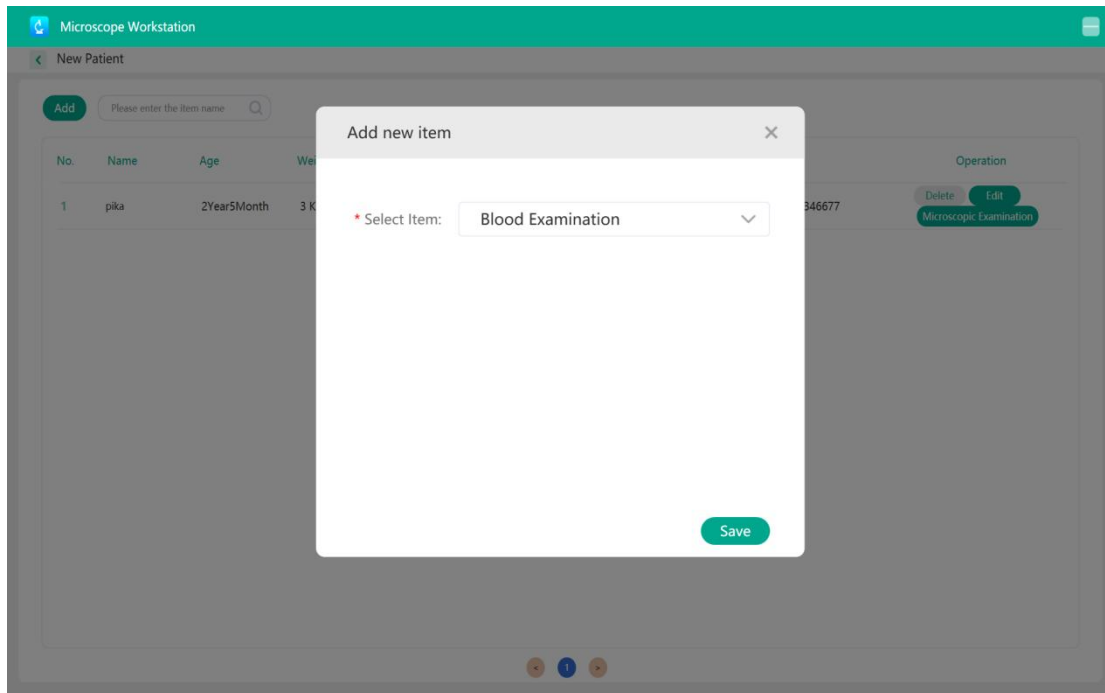 Microscope Workstation
New Patient
Add
Please enter the item name
Add new item
No. Name Age Wei Operation
1 pika 2Year5Month 3 K 346677 Delete Edit
Microscopic Examination
* Select Item: Blood Examination
Save
< 1 >